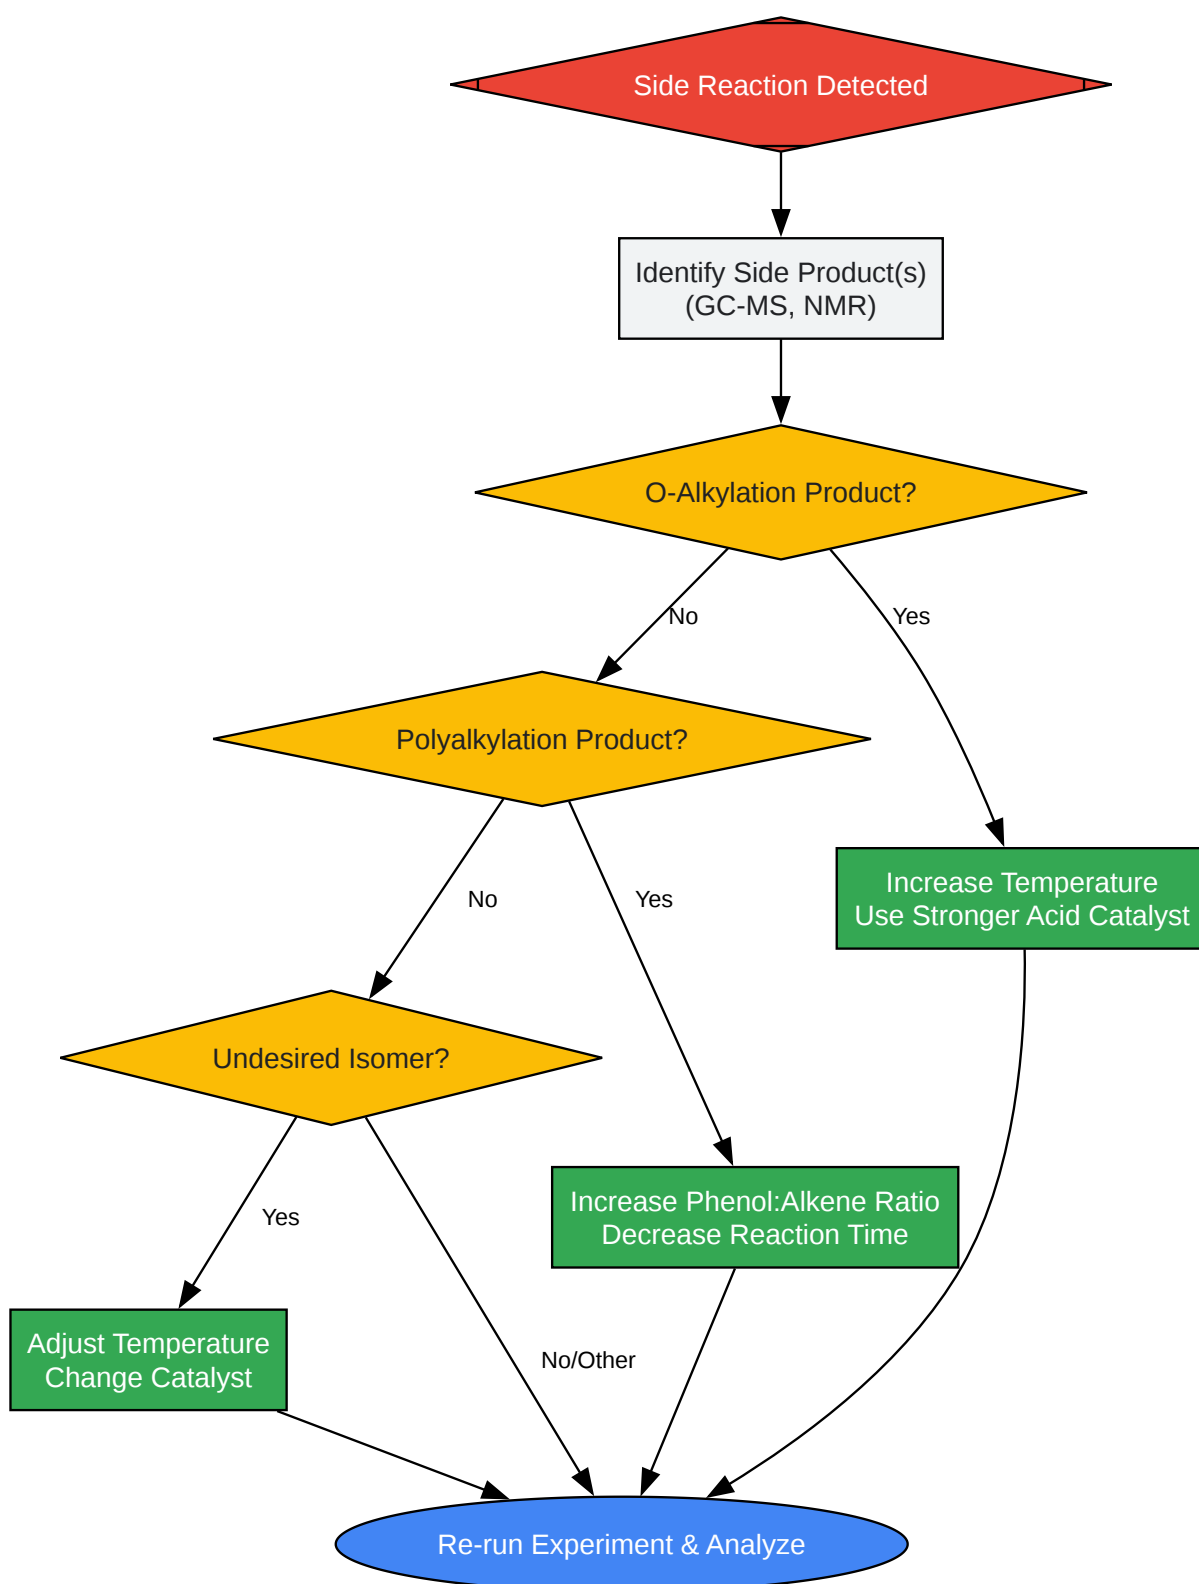 Side Reaction Detected
Identify Side Product(s)
(GC-MS, NMR)
O-Alkylation Product?
No
Yes
Polyalkylation Product?
No
Yes
Increase Temperature
Use Stronger Acid Catalyst
Undesired Isomer?
Yes
No/Other
Increase Phenol:Alkene Ratio
Decrease Reaction Time
Adjust Temperature
Change Catalyst
Re-run Experiment & Analyze